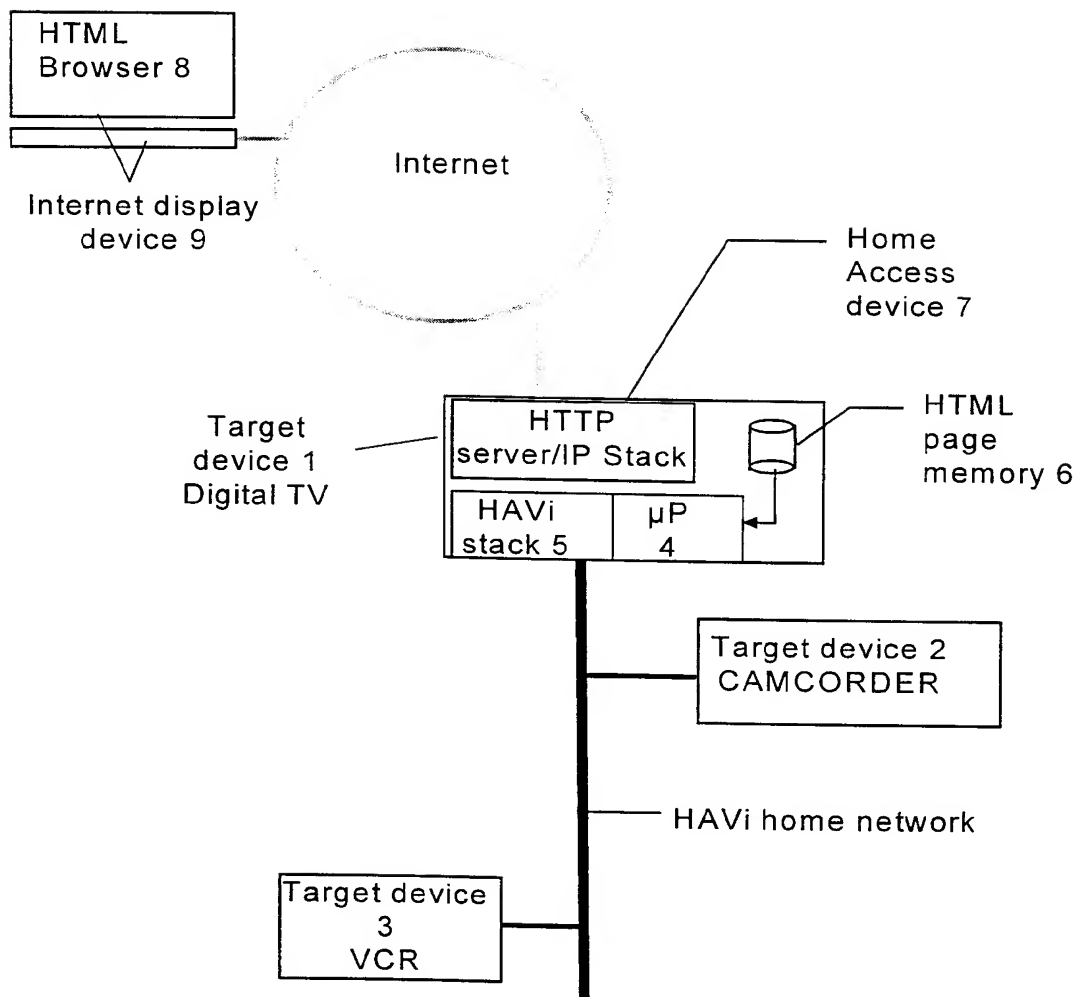 HTML
Browser 8
Internet display
device 9
Internet
Home
Access
device 7
Target
device 1
Digital TV
HTTP
server/IP Stack
HTML
page
memory 6
HAVi
stack 5
µP
4
Target device 2
CAMCORDER
HAVi home network
Target device
3
VCR